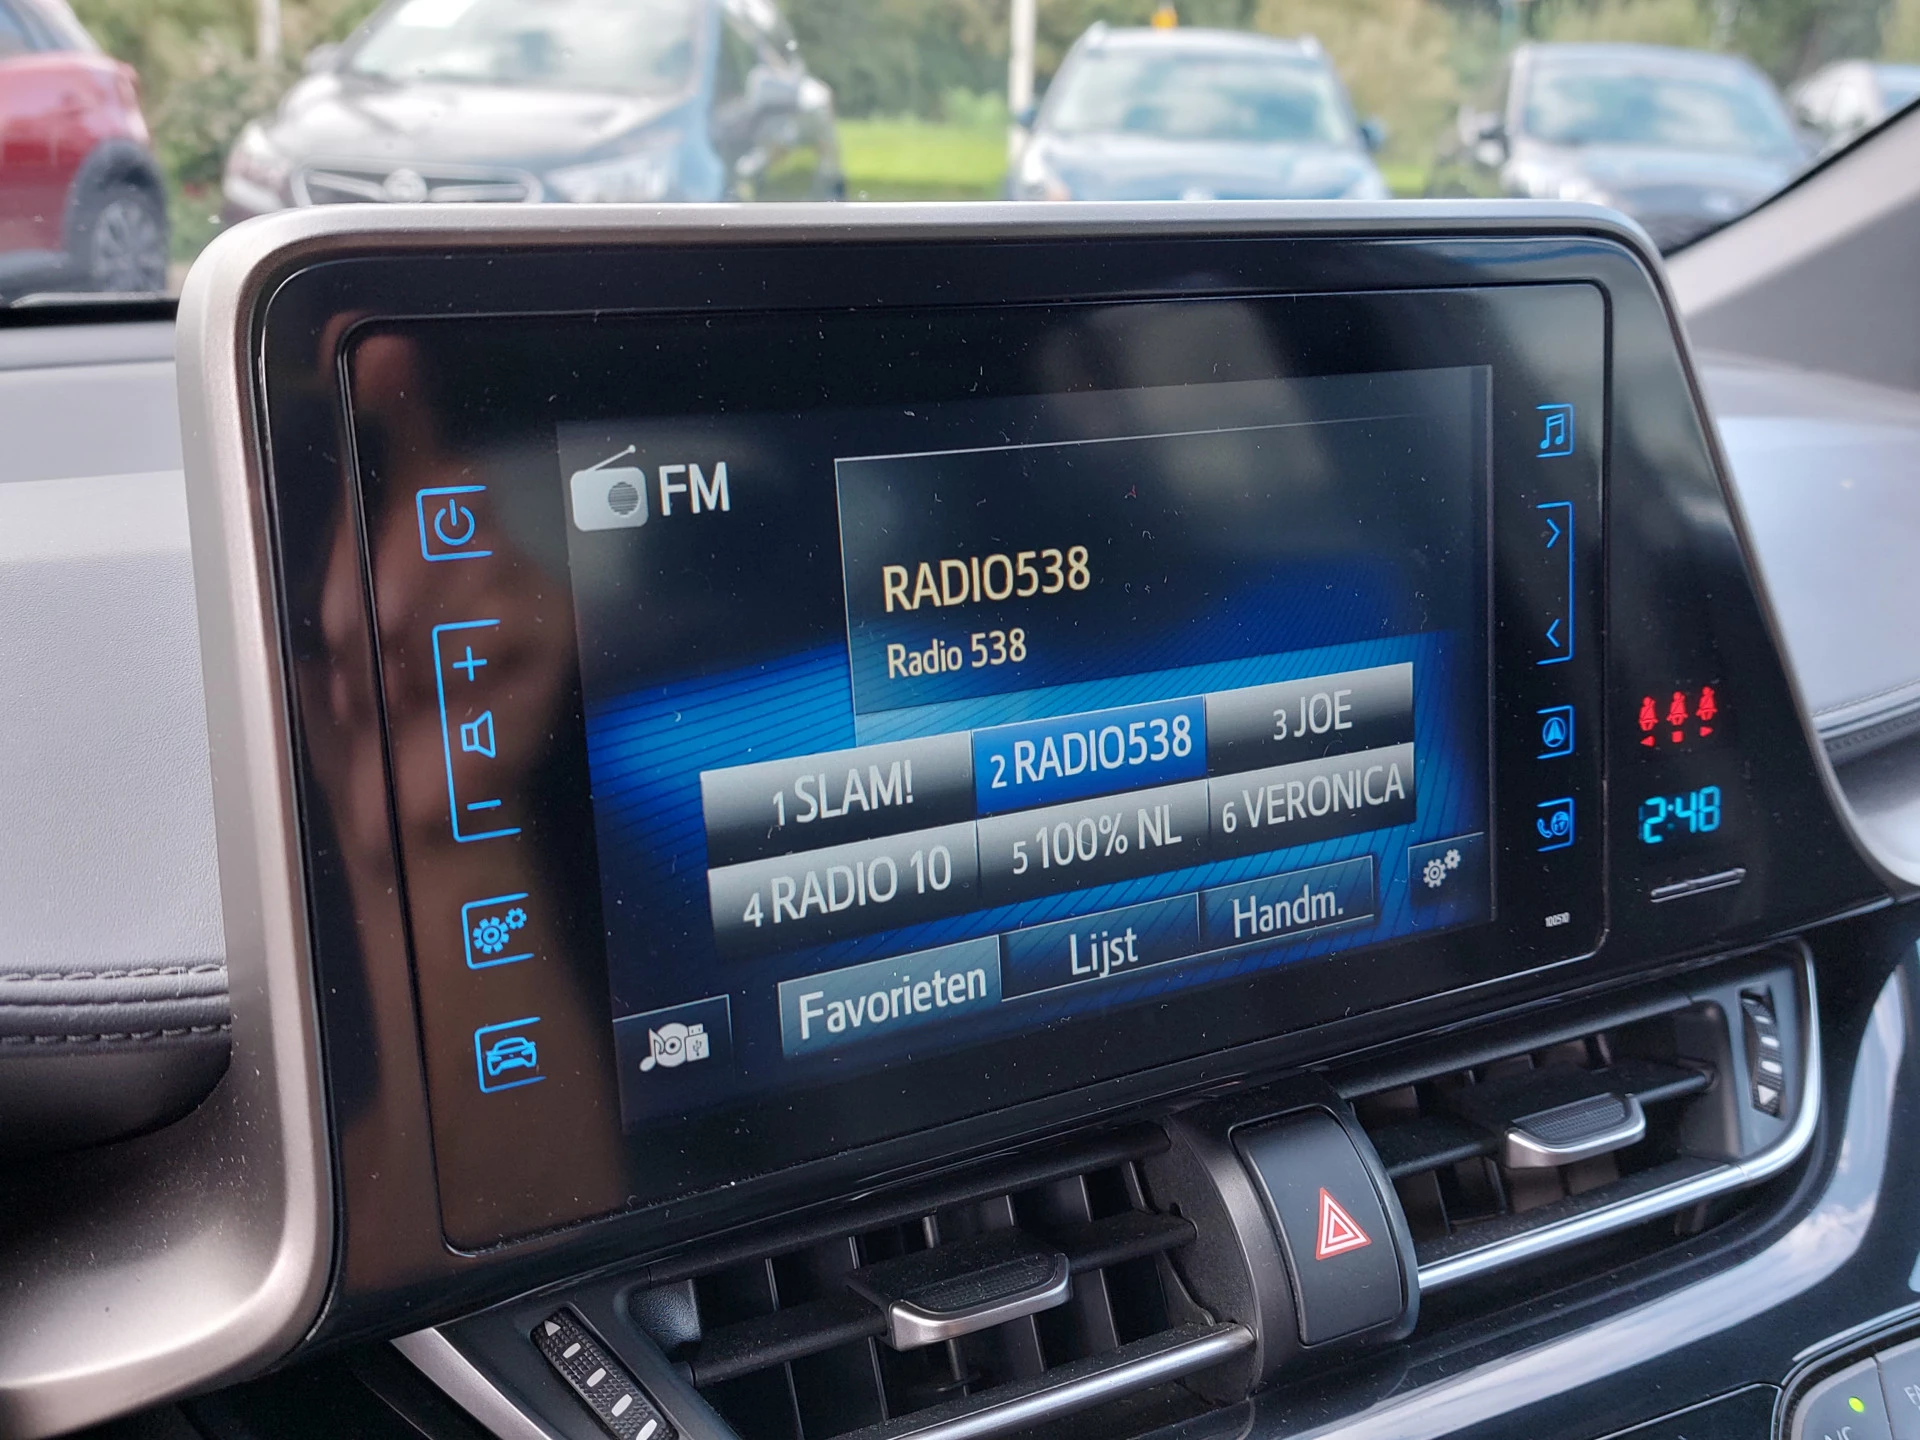 FM
RADIO538
Radio 538
1 SLAM!
2 RADIO538
3 JOE
4 RADIO 10
5 100% NL
6 VERONICA
Favorieten
Lijst
Handm.
2:48
100510
A/C